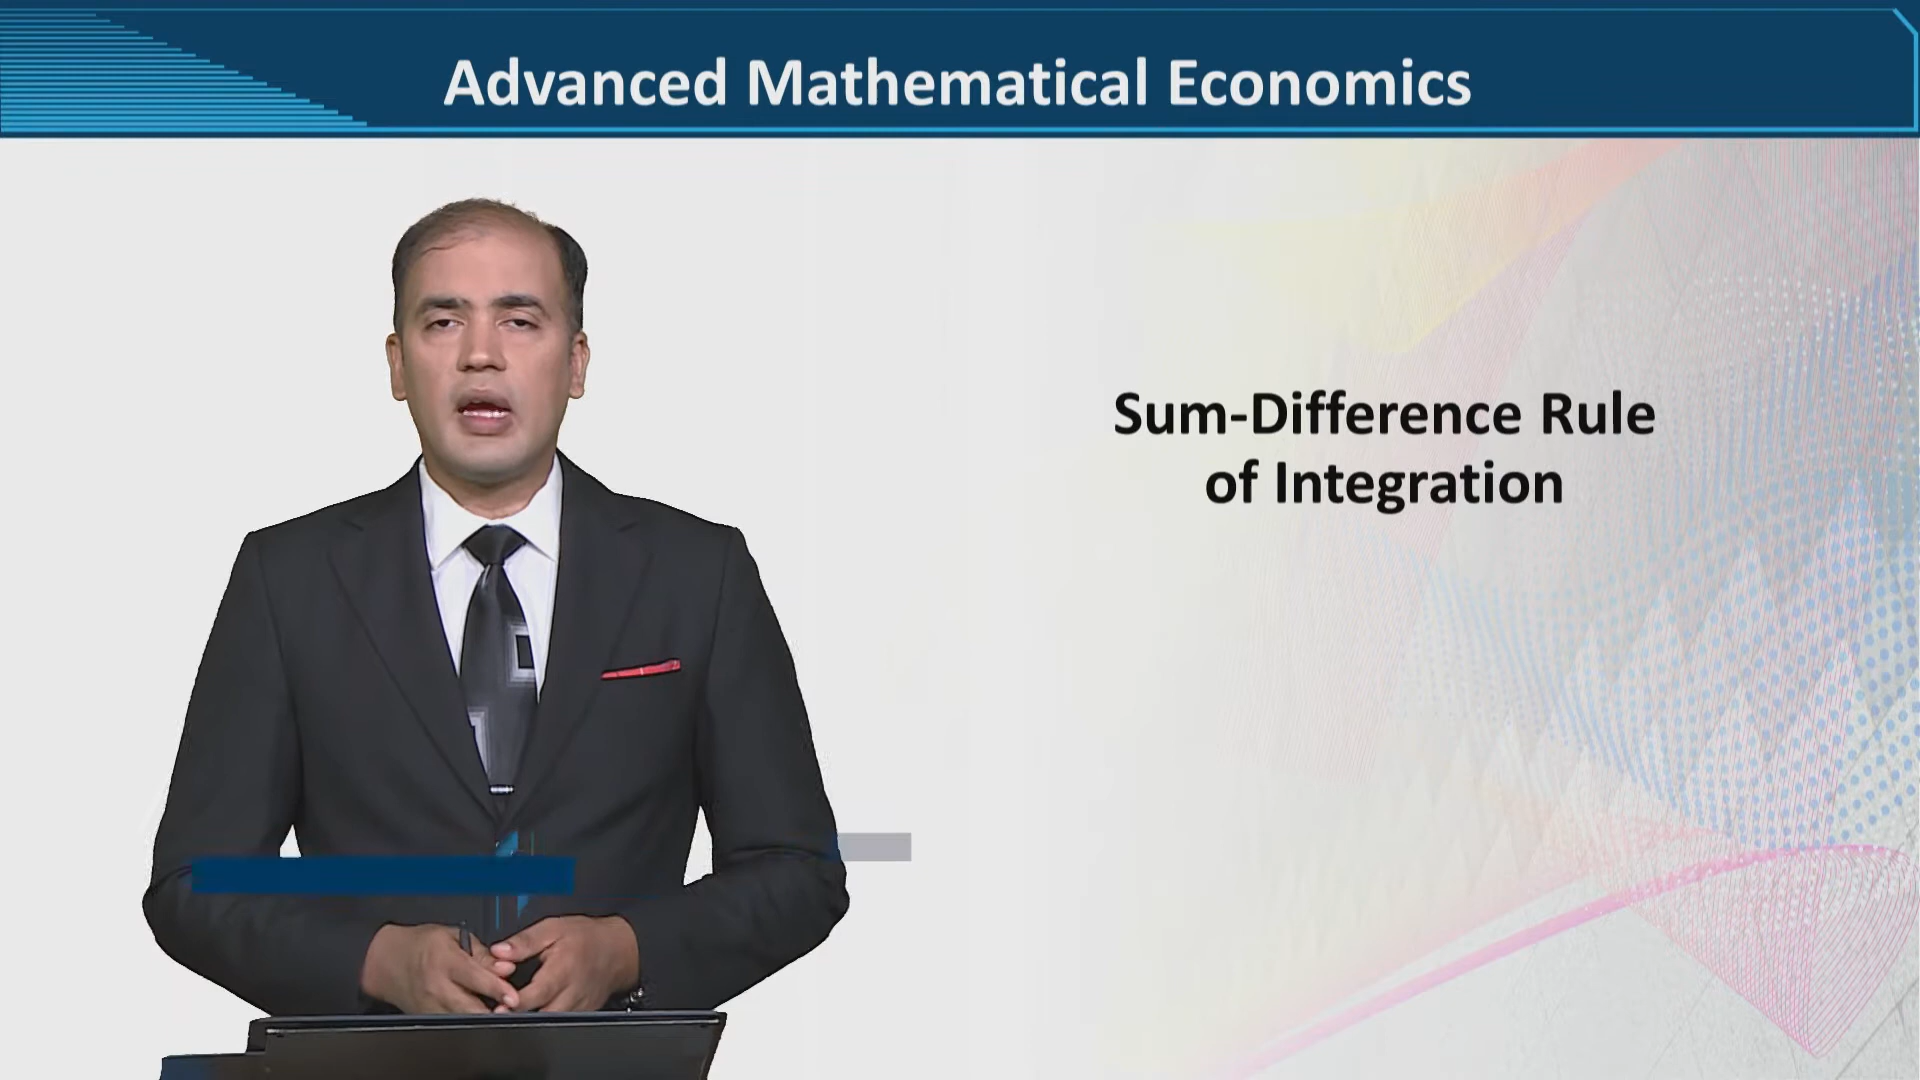 Advanced Mathematical Economics
Sum-Difference Rule
of Integration